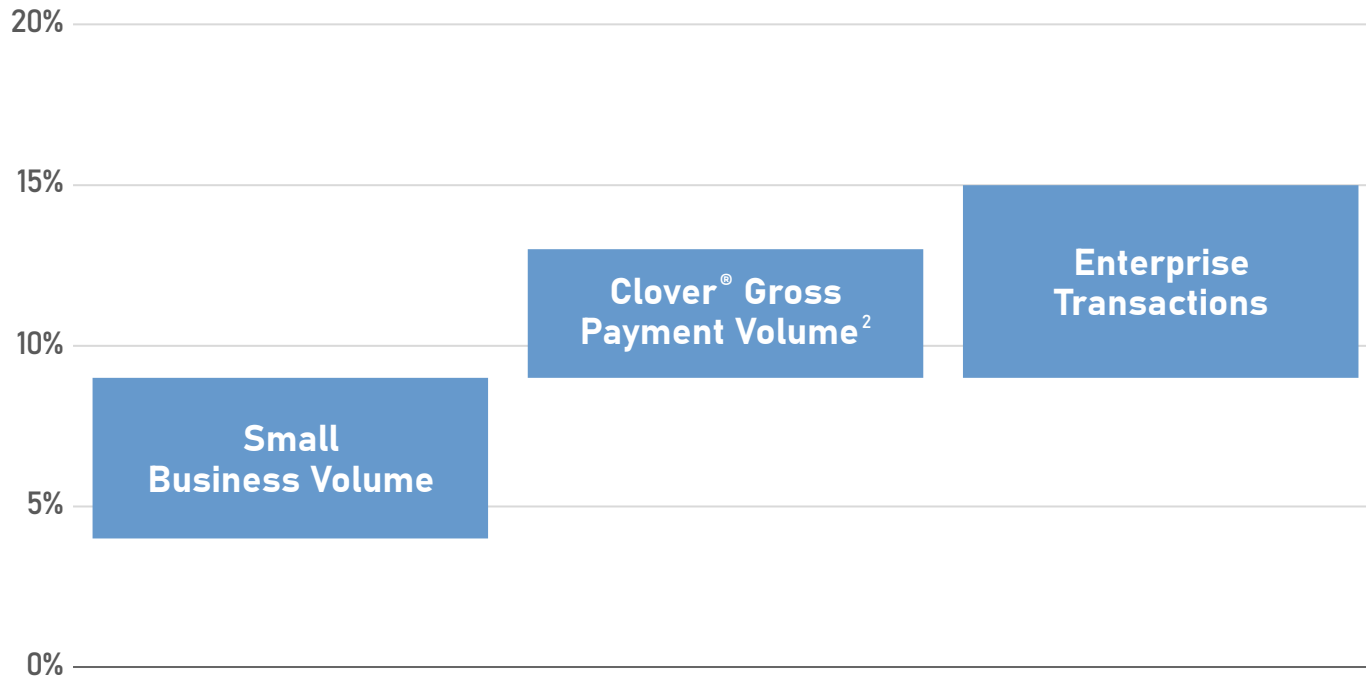 20%
15%
10%
5%
0%
Small
Business Volume
Clover® Gross
Payment Volume²
Enterprise
Transactions